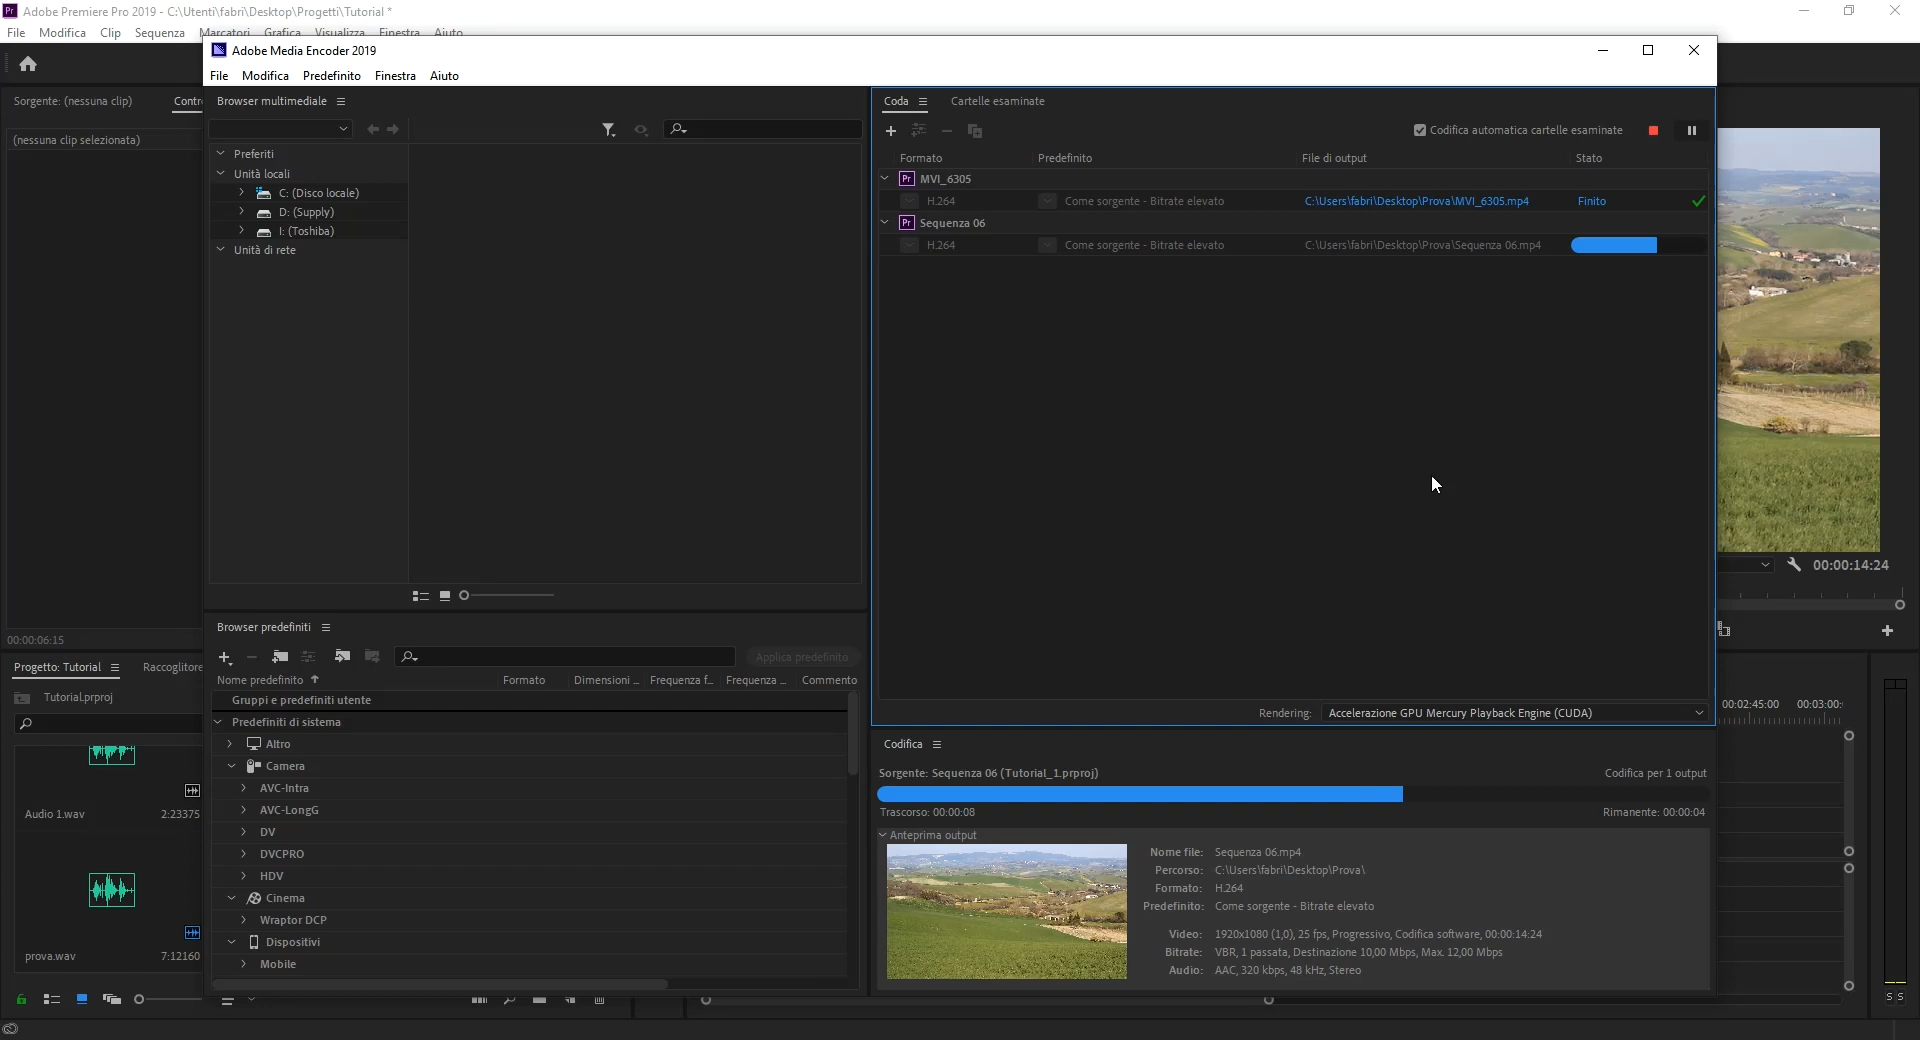 Pr Adobe Premiere Pro 2019 - C:\Utenti\fabri\Desktop\Progetti\Tutorial *
File Modifica Clip Sequenza Marcatori Grafica Visualizza Finestra Aiuto
Adobe Media Encoder 2019
File Modifica Predefinito Finestra Aiuto
Sorgente: (nessuna clip) Contr
(nessuna clip selezionata)
00:00:06:15
Browser multimediale
Preferiti
Unità locali
C: (Disco locale)
D: (Supply)
I: (Toshiba)
Unità di rete
Coda Cartelle esaminate
Codifica automatica cartelle esaminate
Formato Predefinito File di output Stato
Pr MVI_6305
H.264 Come sorgente - Bitrate elevato C:\Users\fabri\Desktop\Prova\MVI_6305.mp4 Finito
Pr Sequenza 06
H.264 Come sorgente - Bitrate elevato C:\Users\fabri\Desktop\Prova\Sequenza 06.mp4
Rendering: Accelerazione GPU Mercury Playback Engine (CUDA)
00:00:14:24
Browser predefiniti
Applica predefinito
Nome predefinito Formato Dimensioni ... Frequenza f... Frequenza ... Commento
Gruppi e predefiniti utente
Predefiniti di sistema
Altro
Camera
AVC-Intra
AVC-LongG
DV
DVCPRO
HDV
Cinema
Wraptor DCP
Dispositivi
Mobile
Codifica
Sorgente: Sequenza 06 (Tutorial_1.prproj) Codifica per 1 output
Trascorso: 00:00:08 Rimanente: 00:00:04
Anteprima output
Nome file: Sequenza 06.mp4
Percorso: C:\Users\fabri\Desktop\Prova\
Formato: H.264
Predefinito: Come sorgente - Bitrate elevato
Video: 1920x1080 (1,0), 25 fps, Progressivo, Codifica software, 00:00:14:24
Bitrate: VBR, 1 passata, Destinazione 10,00 Mbps, Max. 12,00 Mbps
Audio: AAC, 320 kbps, 48 kHz, Stereo
Progetto: Tutorial Raccoglitore
Tutorial.prproj
Audio 1.wav 2:23375
prova.wav 7:12160
00:02:45:00 00:03:00:
S S